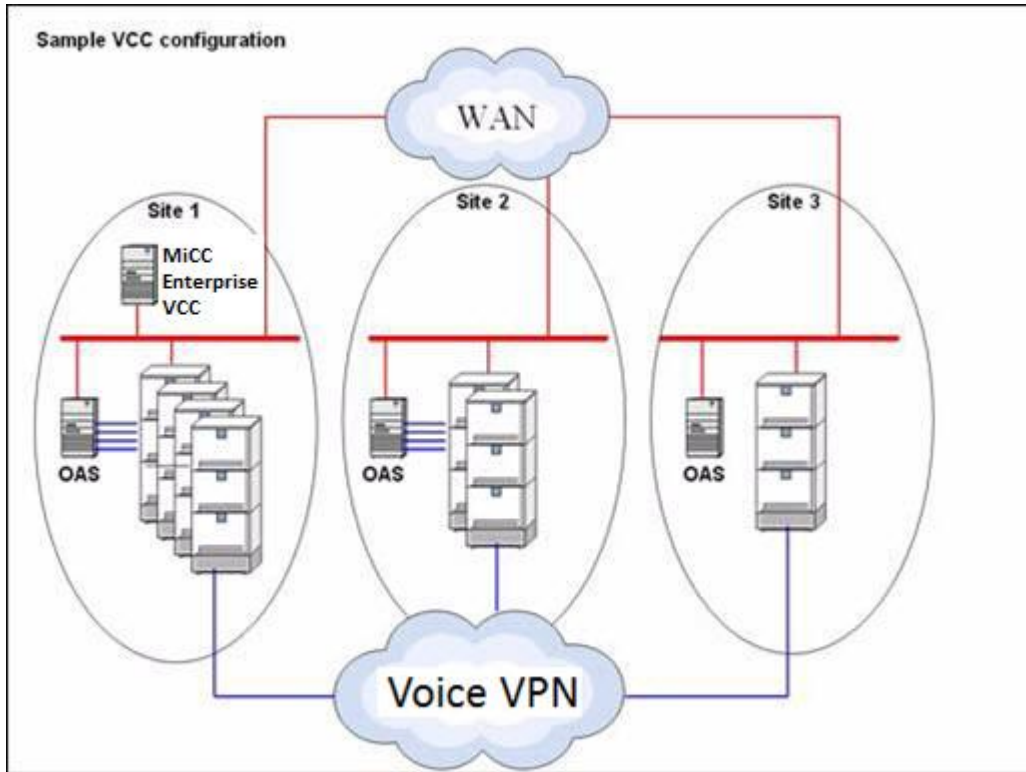 Sample VCC configuration
WAN
Site 1
Site 2
Site 3
MiCC
Enterprise
VCC
OAS
OAS
OAS
Voice VPN